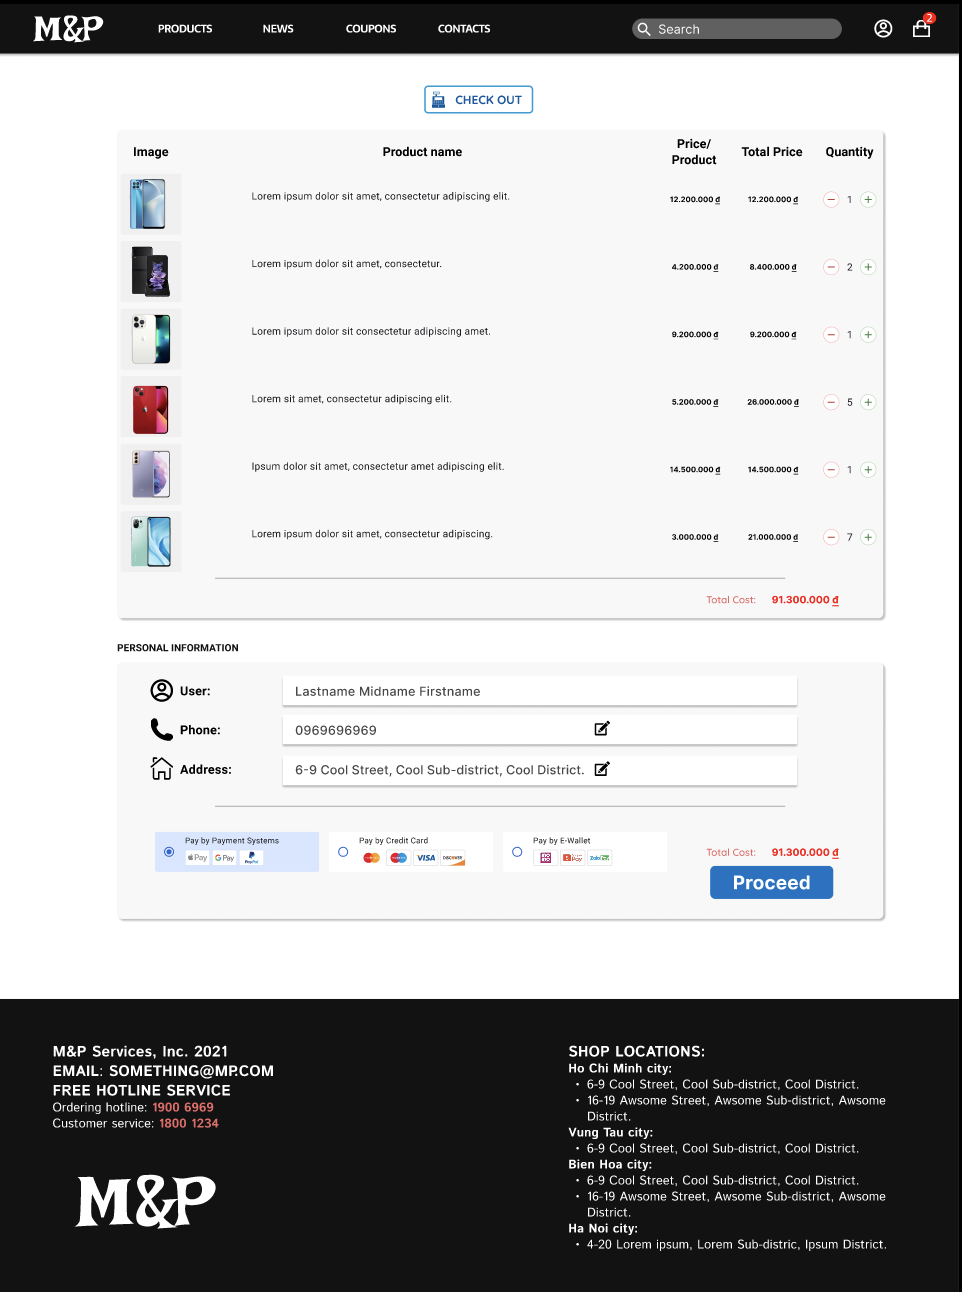 M&P PRODUCTS NEWS COUPONS CONTACTS Search 2
CHECK OUT
Image Product name Price/ Product Total Price Quantity
Lorem ipsum dolor sit amet, consectetur adipiscing elit. 12.200.000 đ 12.200.000 đ 1
Lorem ipsum dolor sit amet, consectetur. 4.200.000 đ 8.400.000 đ 2
Lorem ipsum dolor sit consectetur adipiscing amet. 9.200.000 đ 9.200.000 đ 1
Lorem sit amet, consectetur adipiscing elit. 5.200.000 đ 26.000.000 đ 5
Ipsum dolor sit amet, consectetur amet adipiscing elit. 14.500.000 đ 14.500.000 đ 1
Lorem ipsum dolor sit amet, consectetur adipiscing. 3.000.000 đ 21.000.000 đ 7
Total Cost: 91.300.000 đ
PERSONAL INFORMATION
User: Lastname Midname Firstname
Phone: 0969696969
Address: 6-9 Cool Street, Cool Sub-district, Cool District.
Pay by Payment Systems
Pay G Pay PayPal
Pay by Credit Card
VISA DISCOVER
Pay by E-Wallet
Total Cost: 91.300.000 đ
Proceed
M&P Services, Inc. 2021
EMAIL: SOMETHING@MP.COM
FREE HOTLINE SERVICE
Ordering hotline: 1900 6969
Customer service: 1800 1234
M&P
SHOP LOCATIONS:
Ho Chi Minh city:
• 6-9 Cool Street, Cool Sub-district, Cool District.
• 16-19 Awsome Street, Awsome Sub-district, Awsome
District.
Vung Tau city:
• 6-9 Cool Street, Cool Sub-district, Cool District.
Bien Hoa city:
• 6-9 Cool Street, Cool Sub-district, Cool District.
• 16-19 Awsome Street, Awsome Sub-district, Awsome
District.
Ha Noi city:
• 4-20 Lorem ipsum, Lorem Sub-distric, Ipsum District.